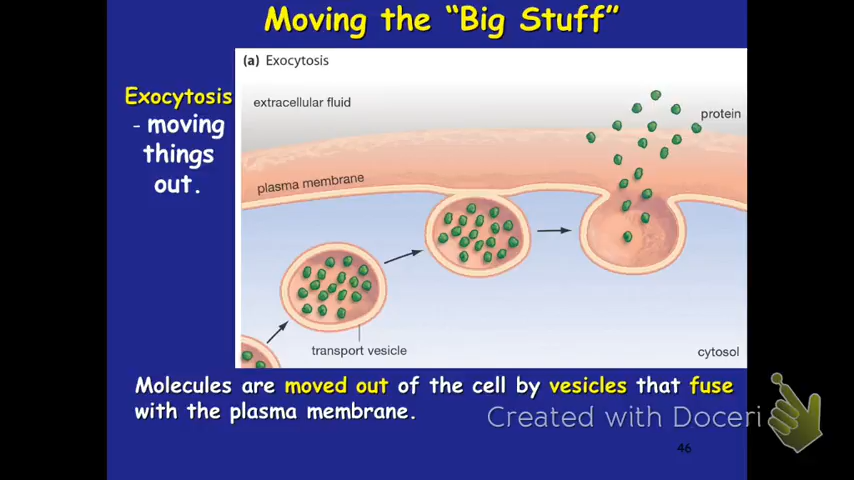 Moving the “Big Stuff”
(a) Exocytosis
Exocytosis
- moving
things
out.
extracellular fluid
protein
plasma membrane
transport vesicle
cytosol
Molecules are moved out of the cell by vesicles that fuse
with the plasma membrane.
Created with Doceri
46